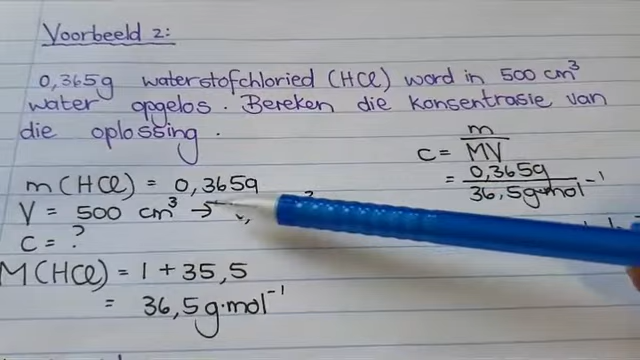 Voorbeeld 2:
0,365g waterstofchloried (HCl) word in 500 cm³
water opgelos. Bereken die konsentrasie van
die oplossing.
m(HCl) = 0,365g
V = 500 cm³ →
c = ?
M(HCl) = 1 + 35,5
= 36,5 g·mol⁻¹
c = m
MV
= 0,365g
36,5g·mol⁻¹